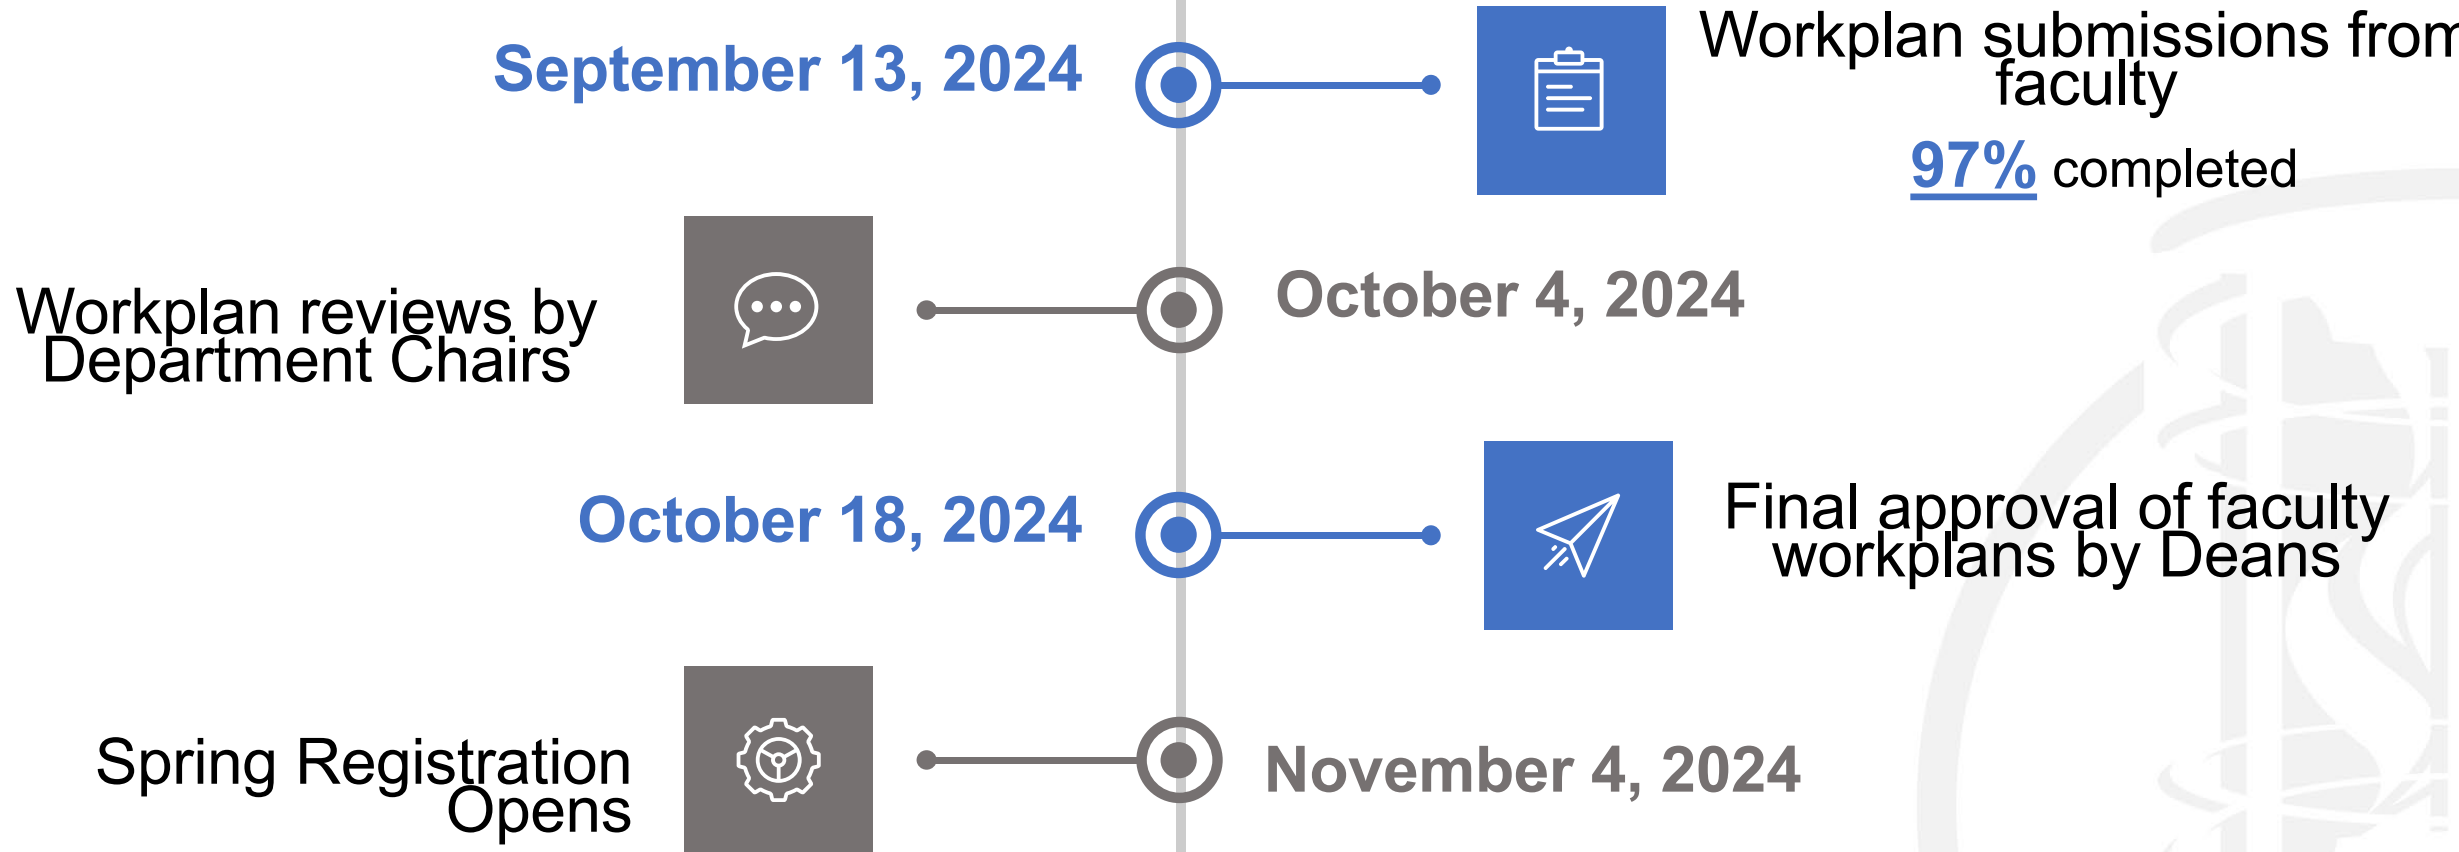 September 13, 2024
Workplan submissions from
faculty
97% completed
Workplan reviews by
Department Chairs
October 4, 2024
October 18, 2024
Final approval of faculty
workplans by Deans
Spring Registration
Opens
November 4, 2024